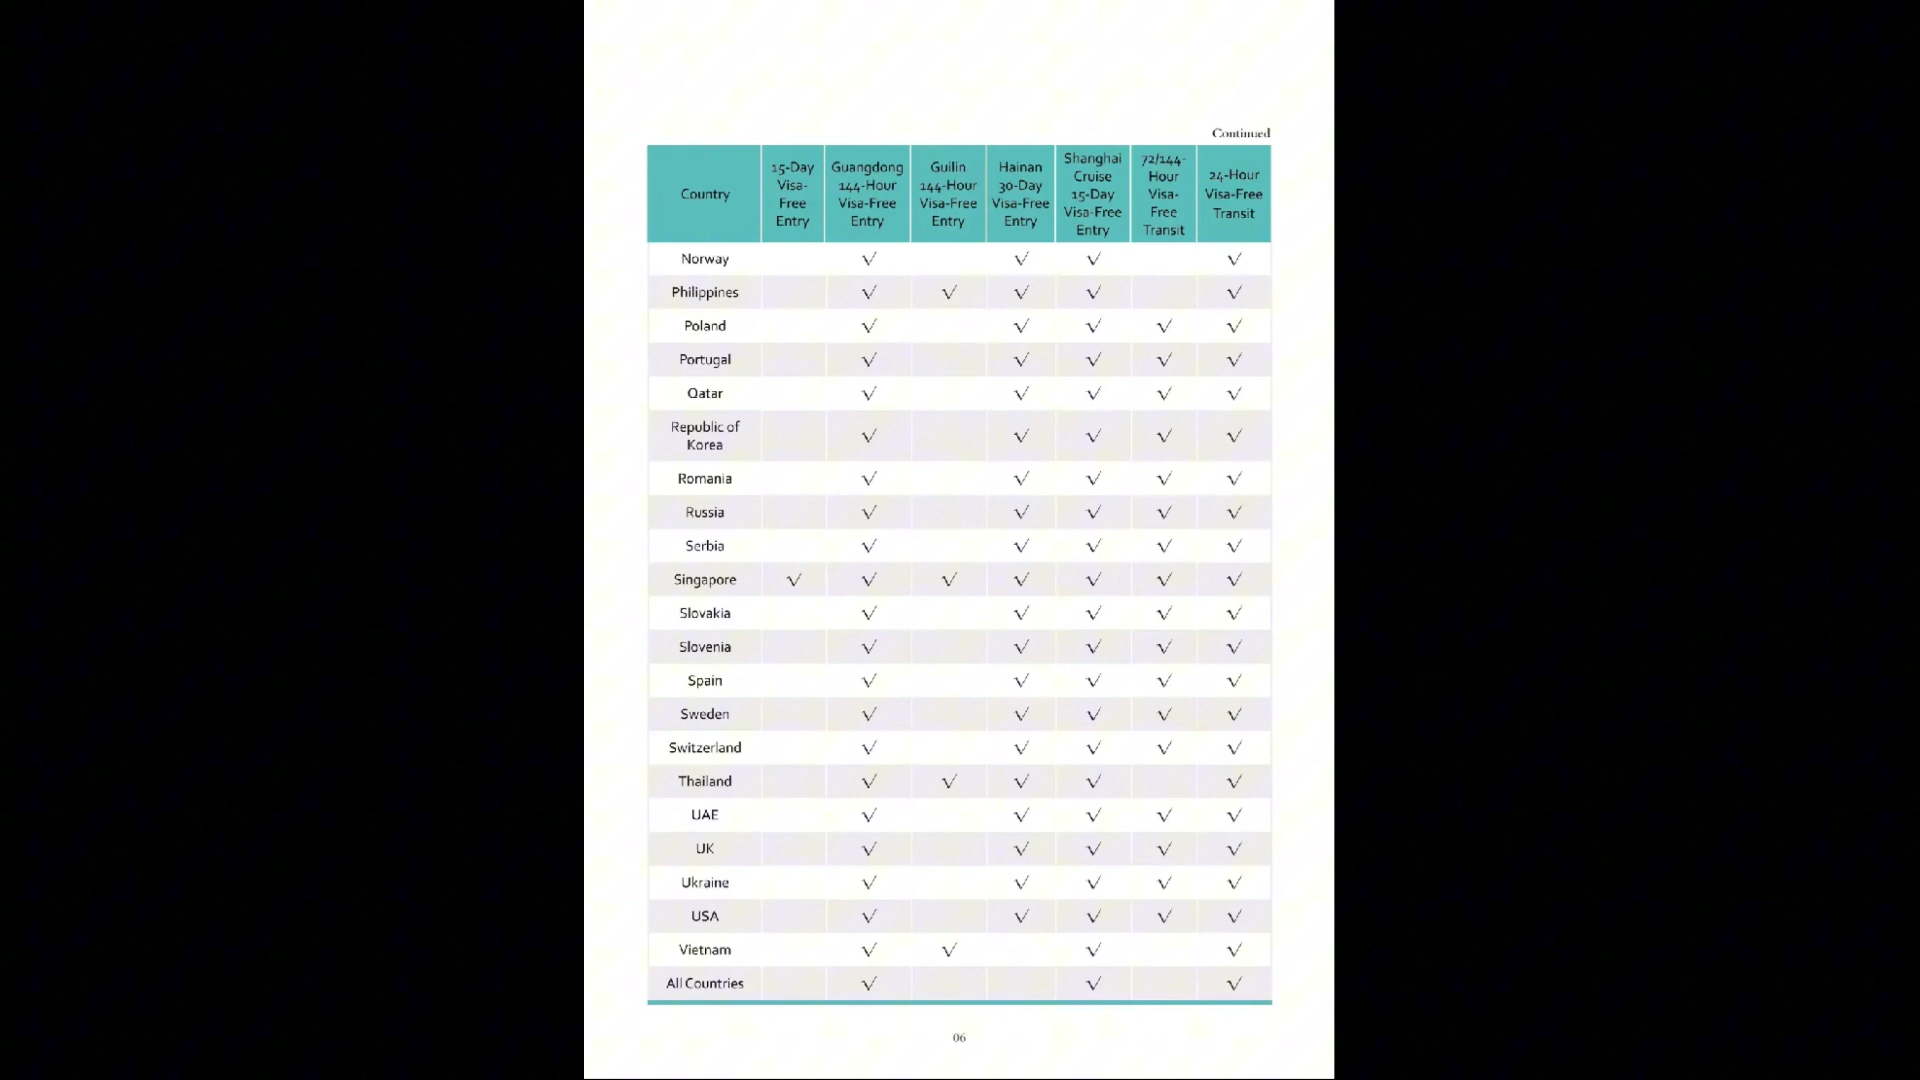 Continued
Country
15-Day
Visa-
Free
Entry
Guangdong
144-Hour
Visa-Free
Entry
Guilin
144-Hour
Visa-Free
Entry
Hainan
30-Day
Visa-Free
Entry
Shanghai
Cruise
15-Day
Visa-Free
Entry
72/144-
Hour
Visa-
Free
Transit
24-Hour
Visa-Free
Transit
Norway √ √ √ √
Philippines √ √ √ √ √
Poland √ √ √ √ √
Portugal √ √ √ √ √
Qatar √ √ √ √ √
Republic of
Korea √ √ √ √ √
Romania √ √ √ √ √
Russia √ √ √ √ √
Serbia √ √ √ √ √
Singapore √ √ √ √ √ √ √
Slovakia √ √ √ √ √
Slovenia √ √ √ √ √
Spain √ √ √ √ √
Sweden √ √ √ √ √
Switzerland √ √ √ √ √
Thailand √ √ √ √ √
UAE √ √ √ √ √
UK √ √ √ √ √
Ukraine √ √ √ √ √
USA √ √ √ √ √
Vietnam √ √ √ √
All Countries √ √ √
06